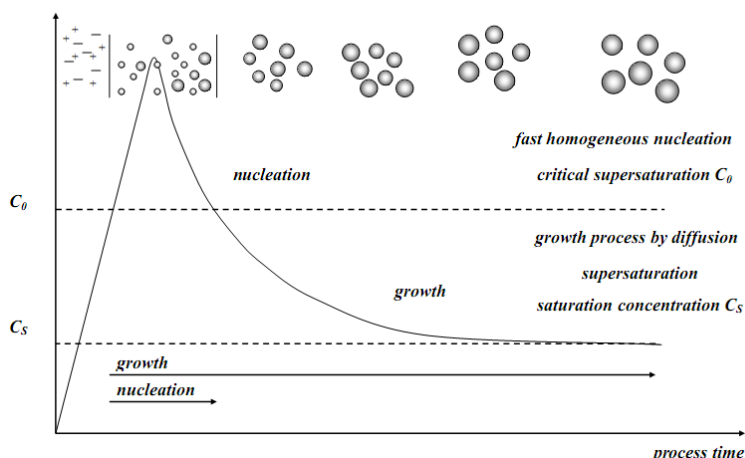 fast homogeneous nucleation
nucleation
critical supersaturation C0
C0
growth process by diffusion
supersaturation
growth
saturation concentration CS
CS
growth
nucleation
process time